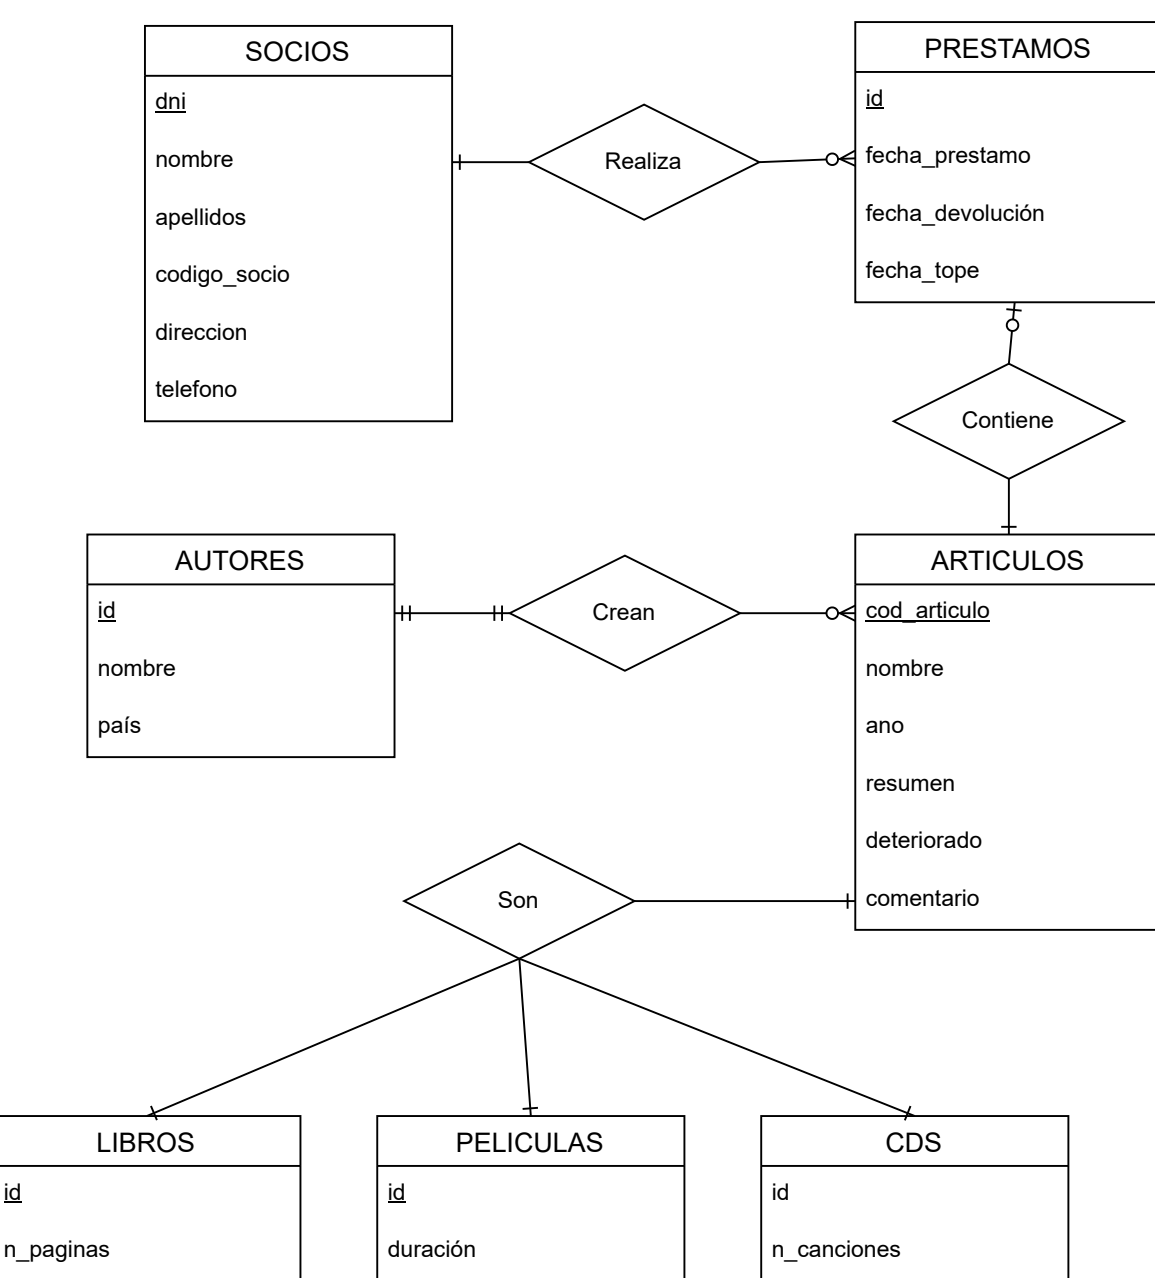 SOCIOS
dni
nombre
apellidos
codigo_socio
direccion
telefono
Realiza
PRESTAMOS
id
fecha_prestamo
fecha_devolución
fecha_tope
Contiene
AUTORES
id
nombre
país
Crean
ARTICULOS
cod_articulo
nombre
ano
resumen
deteriorado
comentario
Son
LIBROS
id
n_paginas
PELICULAS
id
duración
CDS
id
n_canciones